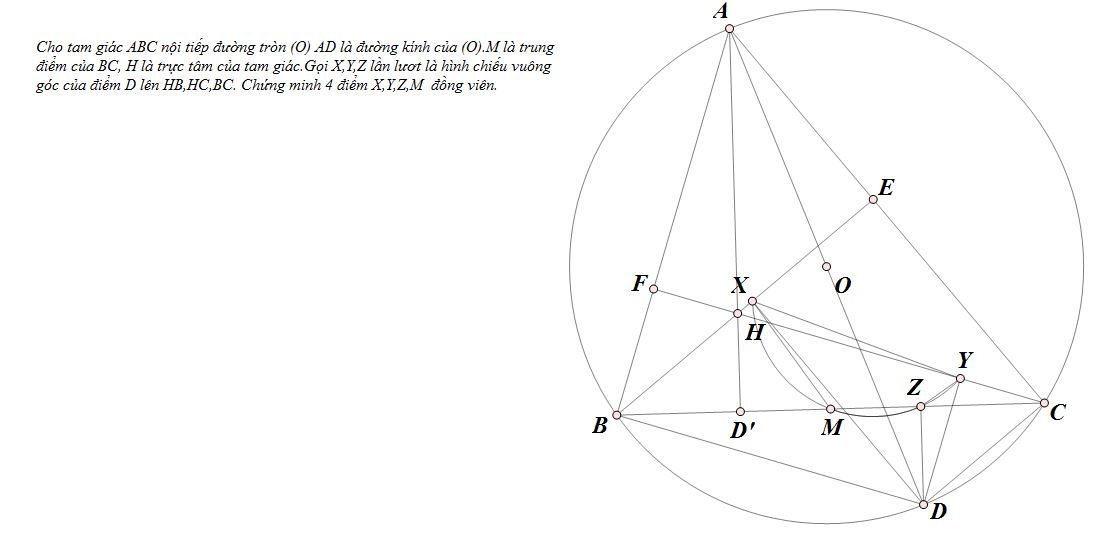 Cho tam giác ABC nội tiếp đường tròn (O) AD là đường kính của (O).M là trung
điểm của BC, H là trực tâm của tam giác.Gọi X,Y,Z lần lươt là hình chiếu vuông
góc của điểm D lên HB,HC,BC. Chứng minh 4 điểm X,Y,Z,M đồng viên.
A
E
O
F
X
H
Y
Z
B
D'
M
C
D